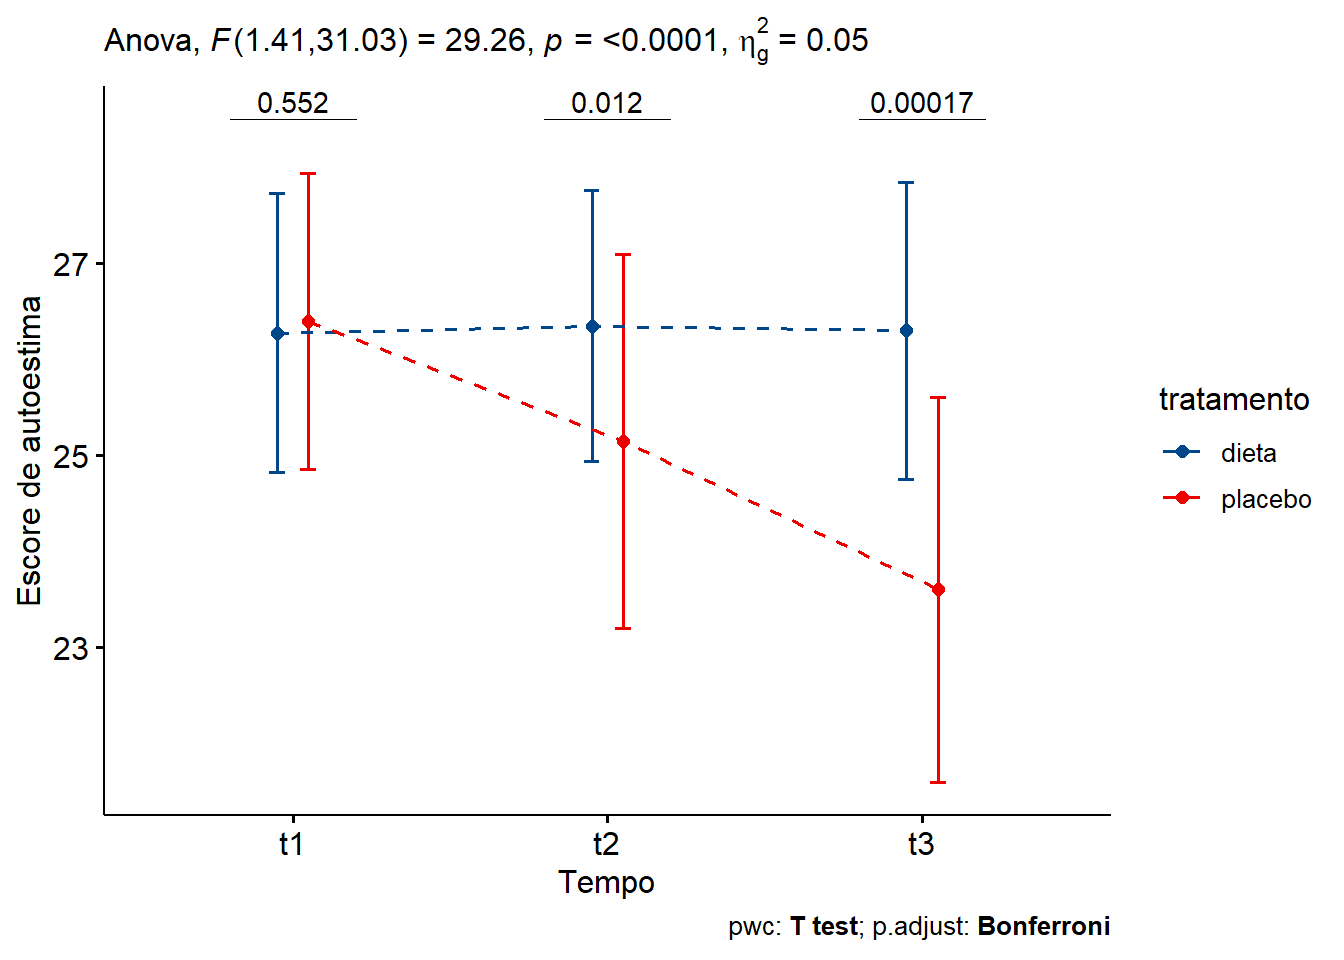 Anova, F(1.41,31.03) = 29.26, p = <0.0001, η²g = 0.05
0.552 0.012 0.00017
27
25
23
Escore de autoestima
t1 t2 t3
Tempo
tratamento
dieta
placebo
pwc: T test; p.adjust: Bonferroni